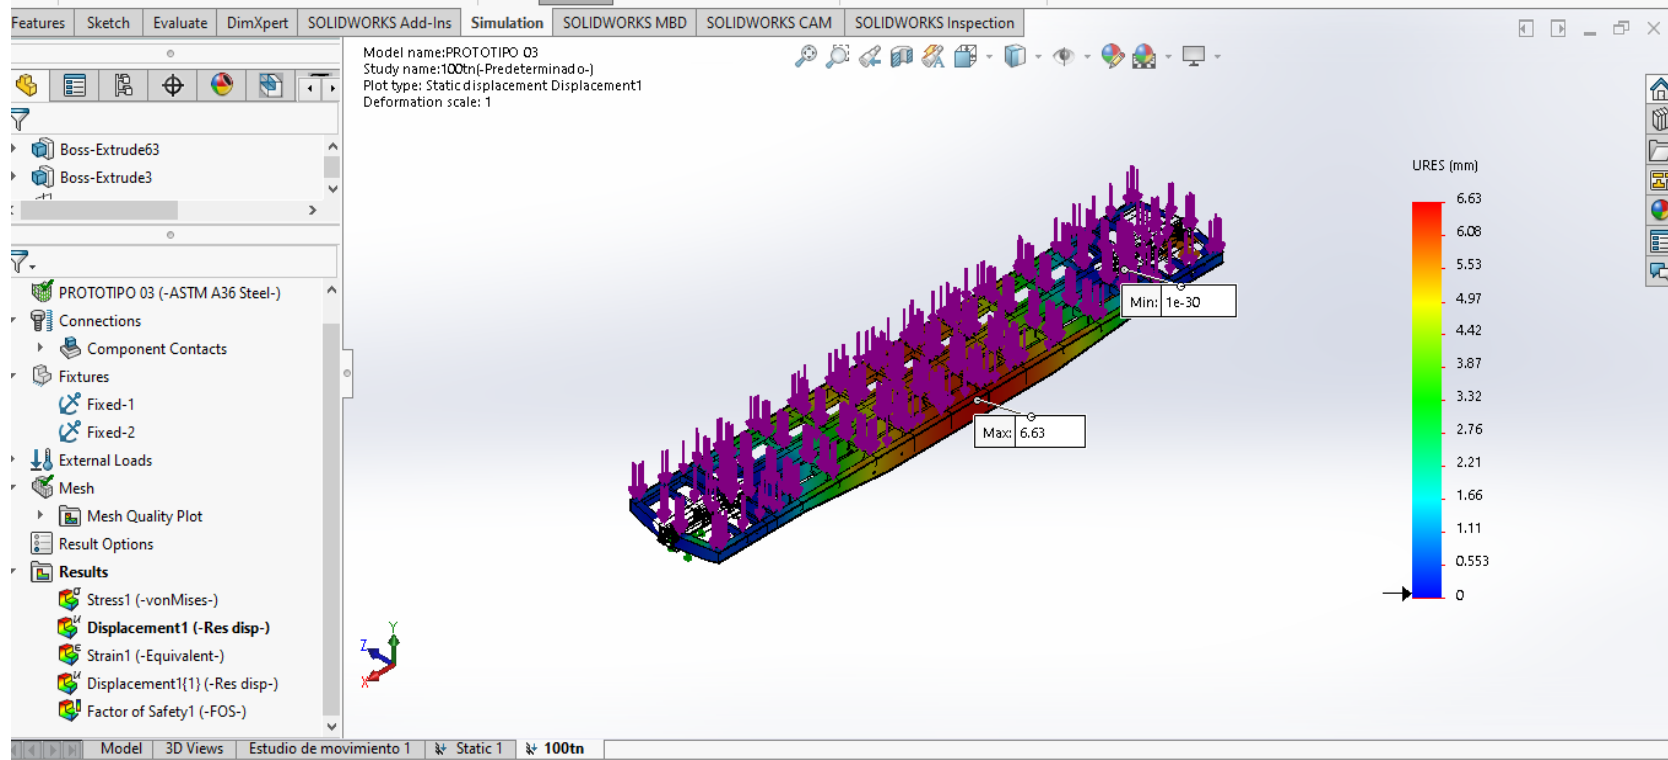 Features Sketch Evaluate DimXpert SOLIDWORKS Add-Ins Simulation SOLIDWORKS MBD SOLIDWORKS CAM SOLIDWORKS Inspection
Model name:PROTOTIPO 03
Study name:100tn(-Predeterminado-)
Plot type: Static displacement Displacement1
Deformation scale: 1
Boss-Extrude63
Boss-Extrude3
PROTOTIPO 03 (-ASTM A36 Steel-)
Connections
Component Contacts
Fixtures
Fixed-1
Fixed-2
External Loads
Mesh
Mesh Quality Plot
Result Options
Results
Stress1 (-vonMises-)
Displacement1 (-Res disp-)
Strain1 (-Equivalent-)
Displacement1{1} (-Res disp-)
Factor of Safety1 (-FOS-)
Min: 1e-30
Max: 6.63
URES (mm)
6.63
6.08
5.53
4.97
4.42
3.87
3.32
2.76
2.21
1.66
1.11
0.553
0
Y
Z
X
Model 3D Views Estudio de movimiento 1 Static 1 100tn